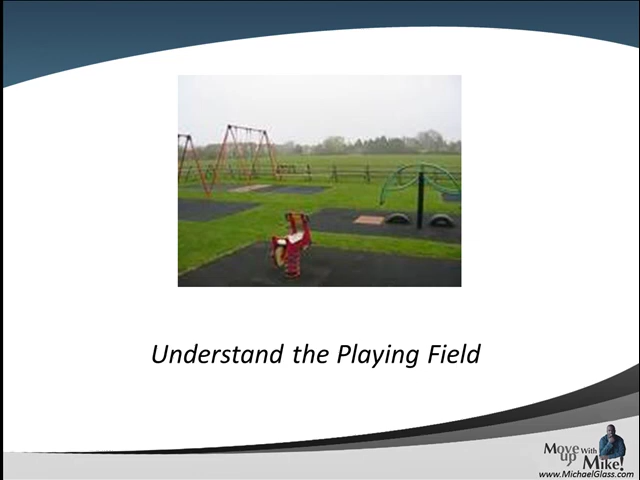 Understand the Playing Field
Move up With Mike!
www.MichaelGlass.com